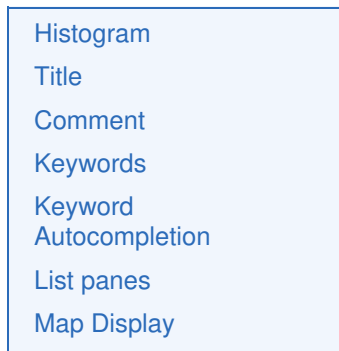 Histogram
Title
Comment
Keywords
Keyword
Autocompletion
List panes
Map Display